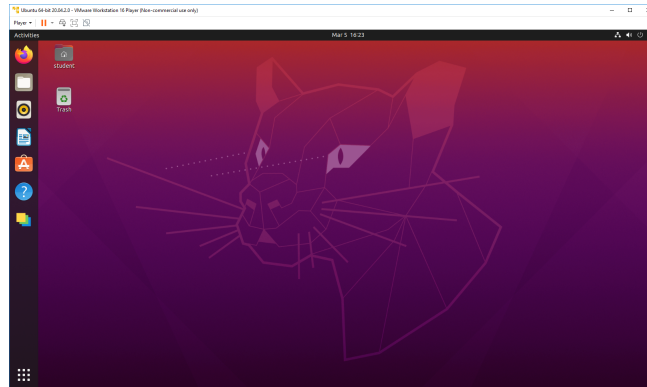 Ubuntu 64-bit 20.04.2.0 - VMware Workstation 16 Player (Non-commercial use only)
Player
Activities
Mar 5 16:23
student
Trash